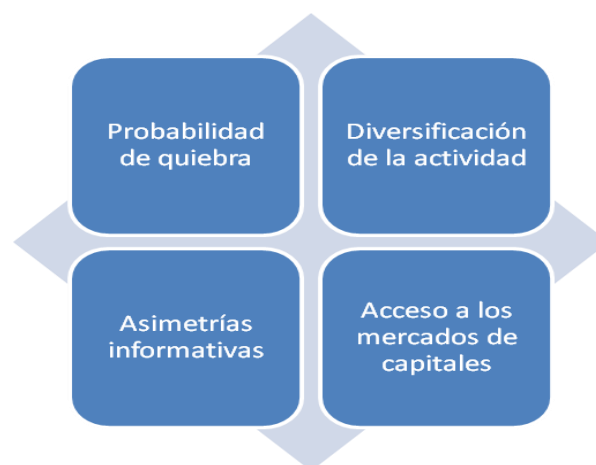 Probabilidad
de quiebra
Diversificación
de la actividad
Asimetrías
informativas
Acceso a los
mercados de
capitales